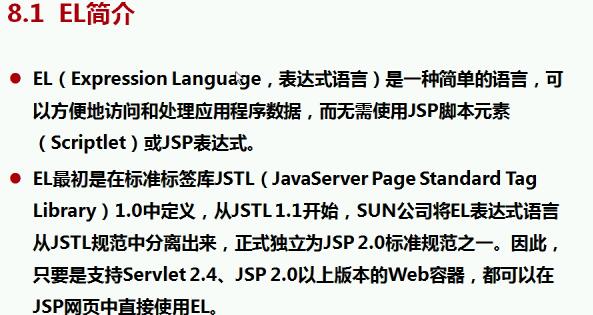 8.1 EL简介
EL（Expression Language，表达式语言）是一种简单的语言，可
以方便地访问和处理应用程序数据，而无需使用JSP脚本元素
（Scriptlet）或JSP表达式。
EL最初是在标准标签库JSTL（JavaServer Page Standard Tag
Library）1.0中定义，从JSTL 1.1开始，SUN公司将EL表达式语言
从JSTL规范中分离出来，正式独立为JSP 2.0标准规范之一。因此，
只要是支持Servlet 2.4、JSP 2.0以上版本的Web容器，都可以在
JSP网页中直接使用EL。